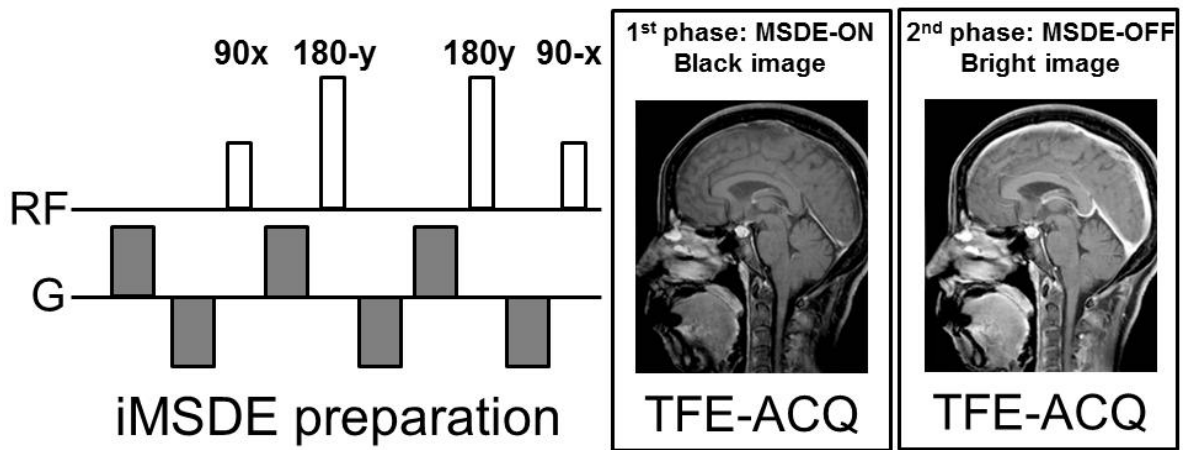 90x 180-y 180y 90-x
RF
G
iMSDE preparation
1st phase: MSDE-ON
Black image
TFE-ACQ
2nd phase: MSDE-OFF
Bright image
TFE-ACQ